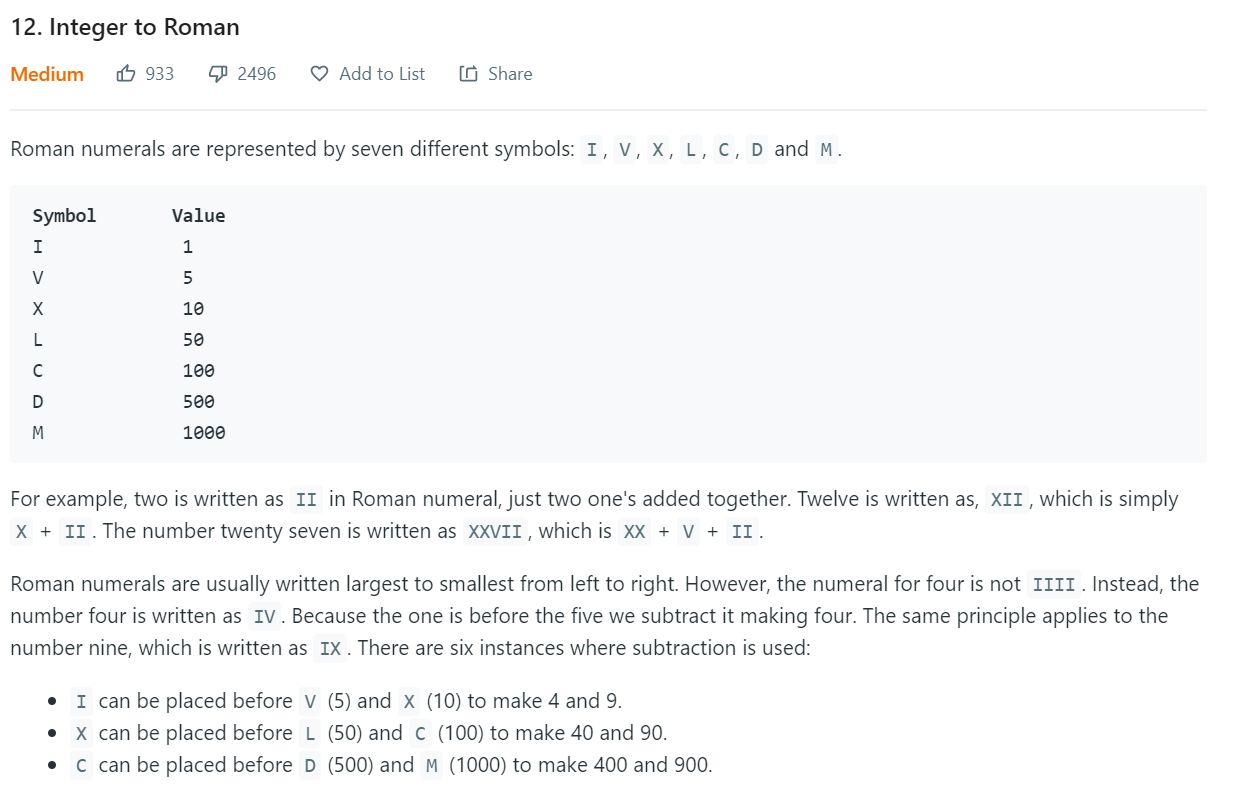 12. Integer to Roman
Medium 933 2496 Add to List Share
Roman numerals are represented by seven different symbols: I, V, X, L, C, D and M.
Symbol Value
I 1
V 5
X 10
L 50
C 100
D 500
M 1000
For example, two is written as II in Roman numeral, just two one's added together. Twelve is written as, XII, which is simply
X + II. The number twenty seven is written as XXVII, which is XX + V + II.
Roman numerals are usually written largest to smallest from left to right. However, the numeral for four is not IIII. Instead, the
number four is written as IV. Because the one is before the five we subtract it making four. The same principle applies to the
number nine, which is written as IX. There are six instances where subtraction is used:
• I can be placed before V (5) and X (10) to make 4 and 9.
• X can be placed before L (50) and C (100) to make 40 and 90.
• C can be placed before D (500) and M (1000) to make 400 and 900.